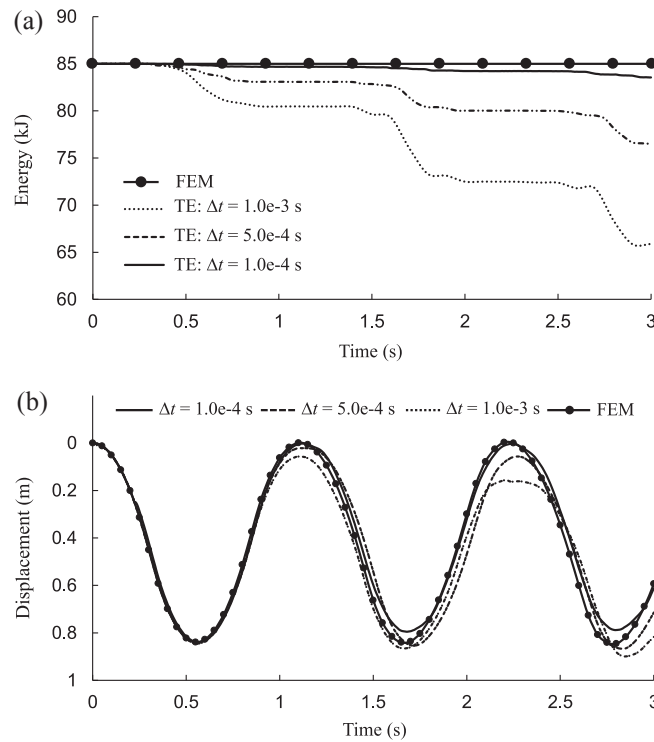 (a)
90
85
80
75
70
65
60
Energy (kJ)
FEM
TE: Δt = 1.0e-3 s
TE: Δt = 5.0e-4 s
TE: Δt = 1.0e-4 s
0 0.5 1 1.5 2 2.5 3
Time (s)
(b)
Δt = 1.0e-4 s Δt = 5.0e-4 s Δt = 1.0e-3 s FEM
0
0.2
0.4
0.6
0.8
1
Displacement (m)
0 0.5 1 1.5 2 2.5 3
Time (s)